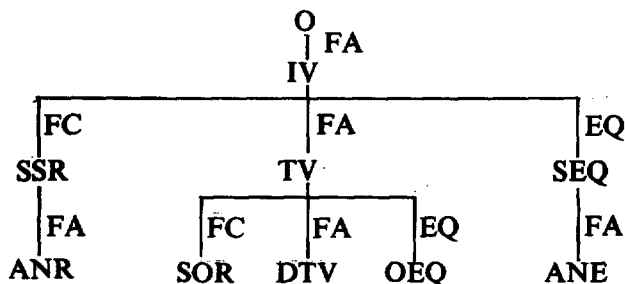 O
FA
IV
FC FA EQ
SSR TV SEQ
FA FC FA EQ FA
ANR SOR DTV OEQ ANE